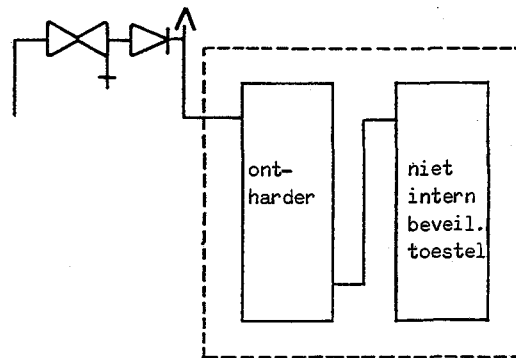 ont-
harder
niet
intern
beveil.
toestel